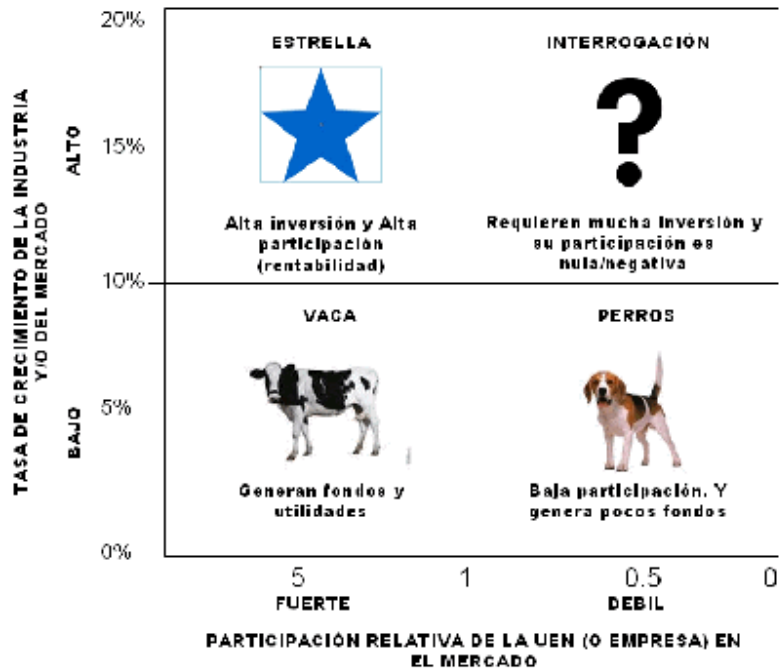 TASA DE CRECIMIENTO DE LA INDUSTRIA
Y/O DEL MERCADO
ALTO
BAJO
20%
15%
10%
5%
0%
ESTRELLA
Alta inversión y Alta
participación
(rentabilidad)
INTERROGACIÓN
?
Requieren mucha inversión y
su participación es
nula/negativa
VACA
Generan fondos y
utilidades
PERROS
Baja participación. Y
genera pocos fondos
5
1
0.5
0
FUERTE
DEBIL
PARTICIPACIÓN RELATIVA DE LA UEN (O EMPRESA) EN
EL MERCADO